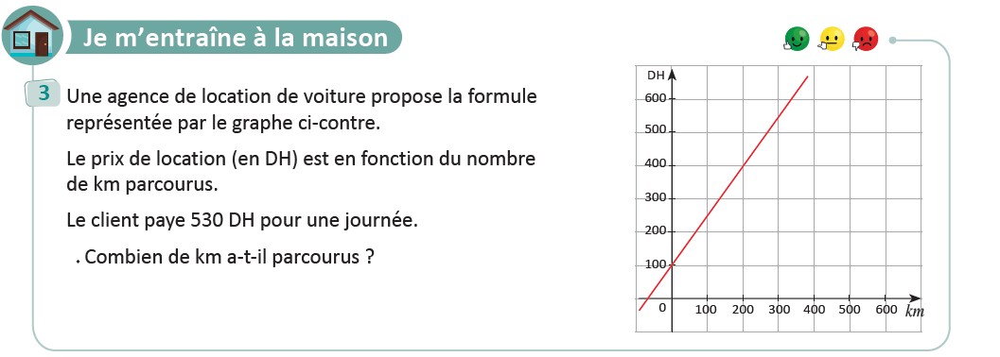 Je m'entraîne à la maison
3 Une agence de location de voiture propose la formule
représentée par le graphe ci-contre.
Le prix de location (en DH) est en fonction du nombre
de km parcourus.
Le client paye 530 DH pour une journée.
. Combien de km a-t-il parcourus ?
DH
600
500
400
300
200
100
0 100 200 300 400 500 600 km